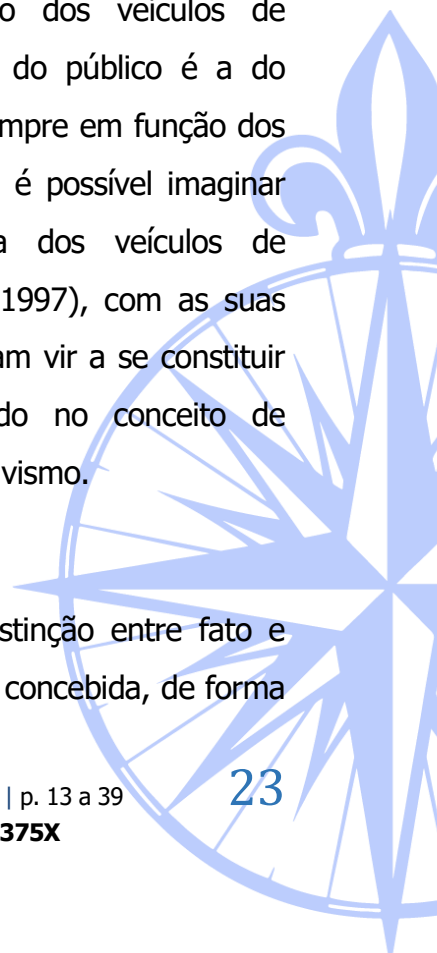 o dos veículos de
do público é a do
mpre em função dos
é possível imaginar
a dos veículos de
1997), com as suas
am vir a se constituir
do no conceito de
vismo.
stinção entre fato e
concebida, de forma
| p. 13 a 39
23
375X